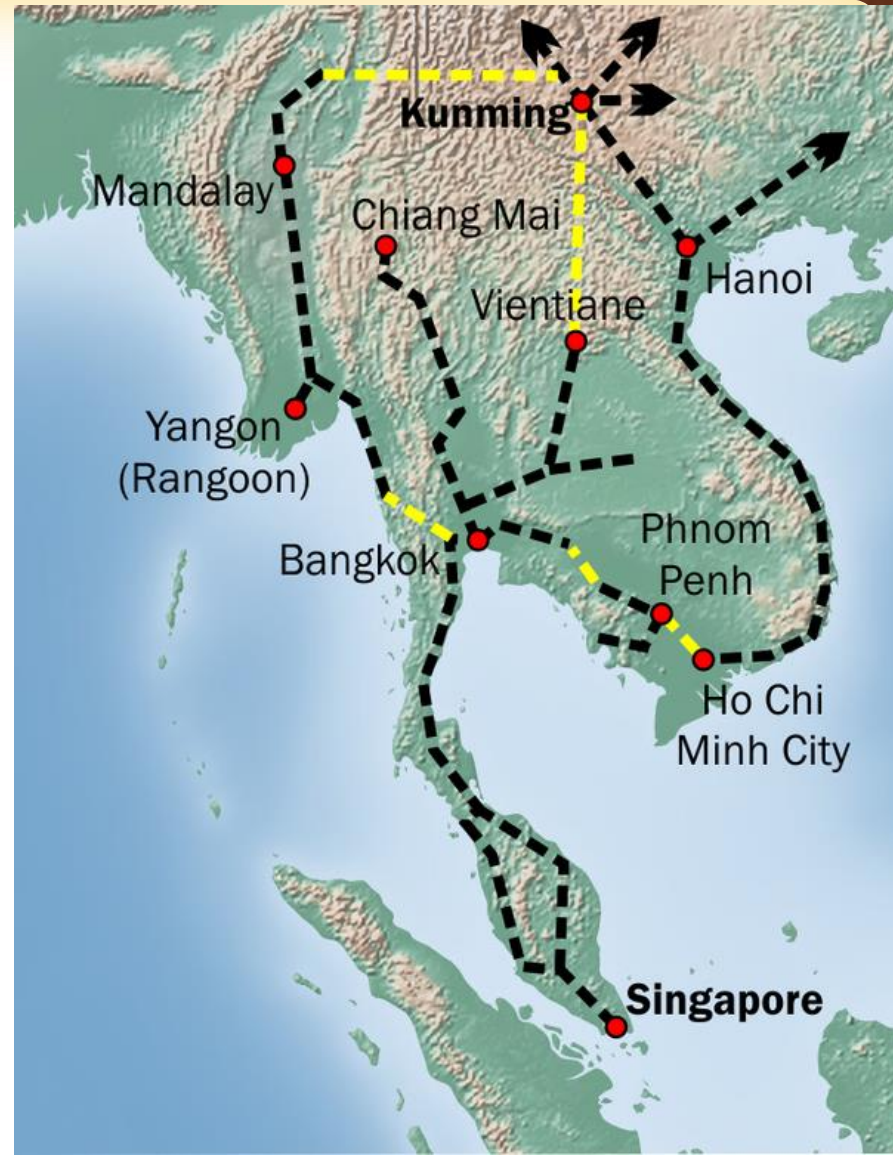 Kunming
Mandalay
Chiang Mai
Hanoi
Vientiane
Yangon
(Rangoon)
Phnom
Penh
Bangkok
Ho Chi
Minh City
Singapore